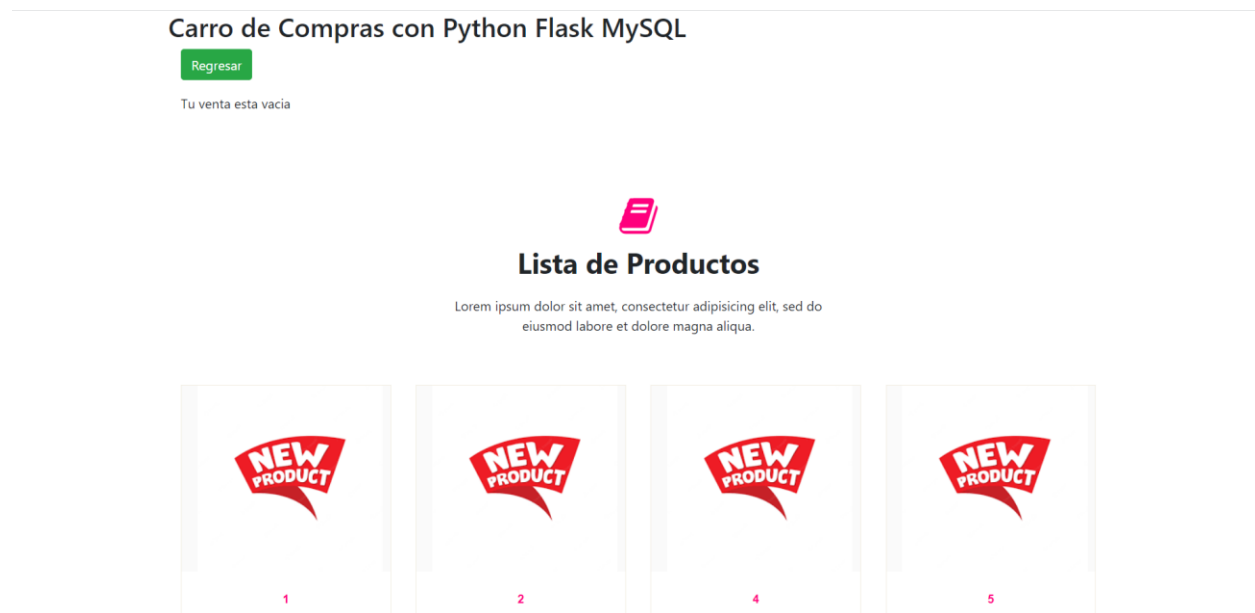 Carro de Compras con Python Flask MySQL
Regresar
Tu venta esta vacia
Lista de Productos
Lorem ipsum dolor sit amet, consectetur adipisicing elit, sed do
eiusmod labore et dolore magna aliqua.
NEW
PRODUCT
NEW
PRODUCT
NEW
PRODUCT
NEW
PRODUCT
1
2
4
5